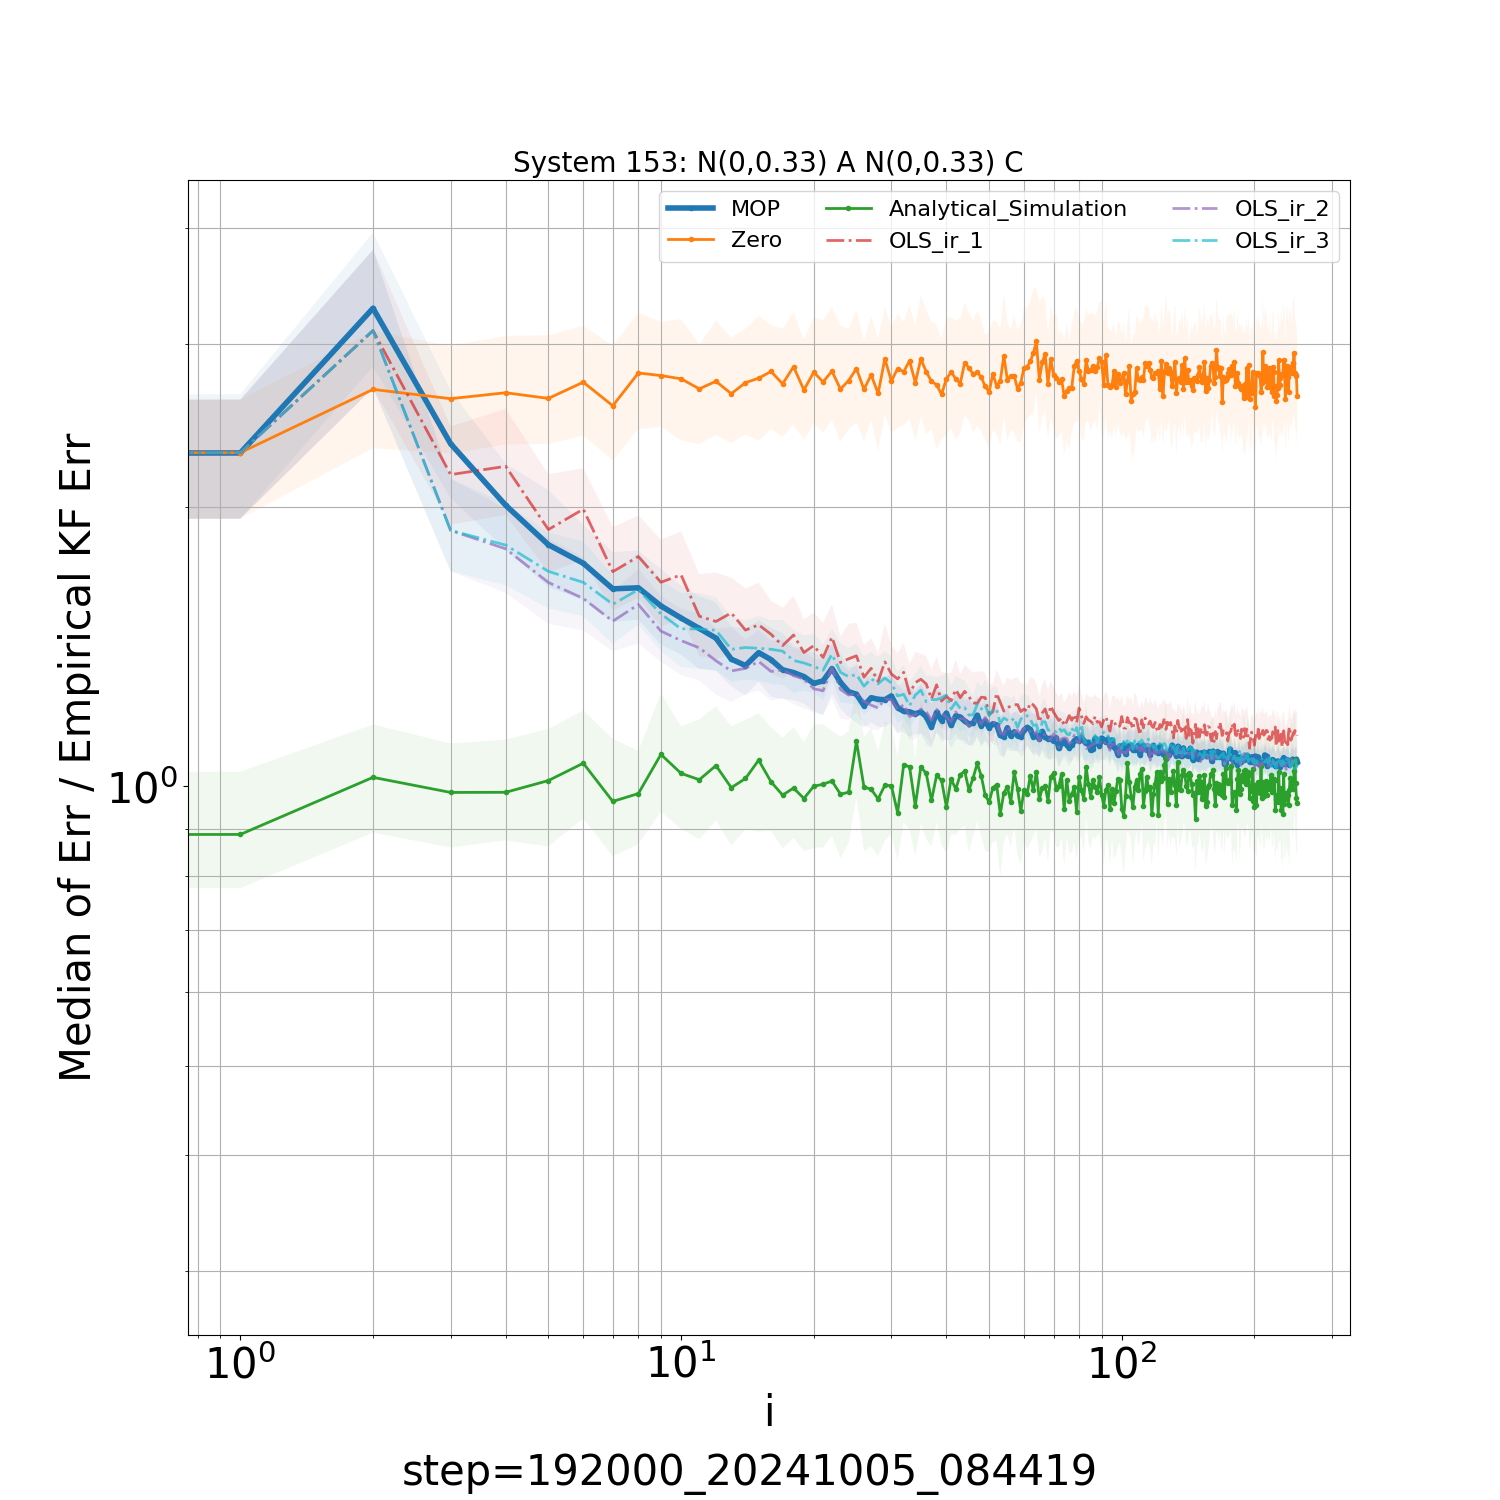 System 153: N(0,0.33) A N(0,0.33) C
MOP
Zero
Analytical_Simulation
OLS_ir_1
OLS_ir_2
OLS_ir_3
Median of Err / Empirical KF Err
10⁰
10⁰
10¹
10²
i
step=192000_20241005_084419